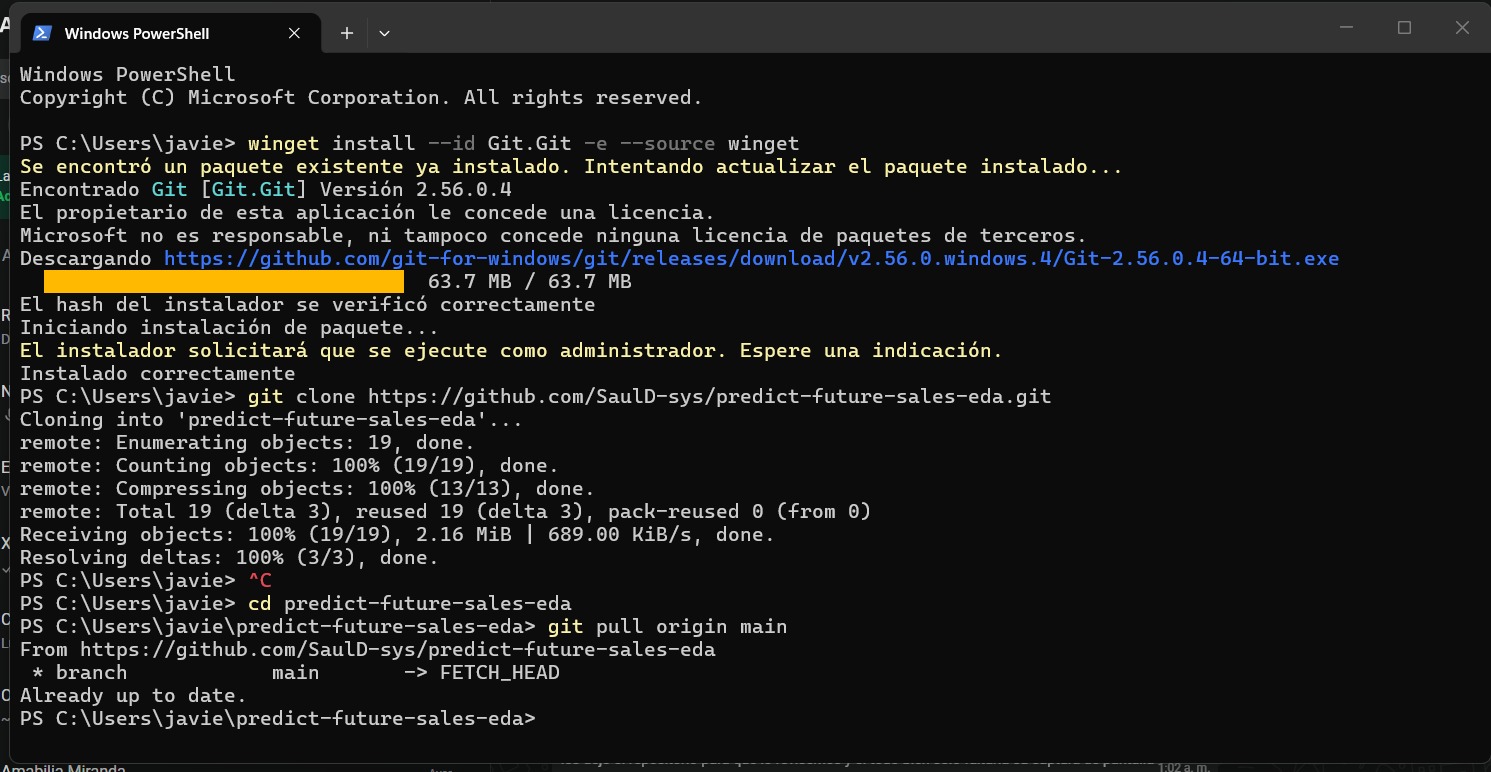 Windows PowerShell
Windows PowerShell
Copyright (C) Microsoft Corporation. All rights reserved.
PS C:\Users\javie> winget install --id Git.Git -e --source winget
Se encontró un paquete existente ya instalado. Intentando actualizar el paquete instalado...
Encontrado Git [Git.Git] Versión 2.56.0.4
El propietario de esta aplicación le concede una licencia.
Microsoft no es responsable, ni tampoco concede ninguna licencia de paquetes de terceros.
Descargando https://github.com/git-for-windows/git/releases/download/v2.56.0.windows.4/Git-2.56.0.4-64-bit.exe
63.7 MB / 63.7 MB
El hash del instalador se verificó correctamente
Iniciando instalación de paquete...
El instalador solicitará que se ejecute como administrador. Espere una indicación.
Instalado correctamente
PS C:\Users\javie> git clone https://github.com/SaulD-sys/predict-future-sales-eda.git
Cloning into 'predict-future-sales-eda'...
remote: Enumerating objects: 19, done.
remote: Counting objects: 100% (19/19), done.
remote: Compressing objects: 100% (13/13), done.
remote: Total 19 (delta 3), reused 19 (delta 3), pack-reused 0 (from 0)
Receiving objects: 100% (19/19), 2.16 MiB | 689.00 KiB/s, done.
Resolving deltas: 100% (3/3), done.
PS C:\Users\javie> ^C
PS C:\Users\javie> cd predict-future-sales-eda
PS C:\Users\javie\predict-future-sales-eda> git pull origin main
From https://github.com/SaulD-sys/predict-future-sales-eda
 * branch            main       -> FETCH_HEAD
Already up to date.
PS C:\Users\javie\predict-future-sales-eda>
Amabilia Miranda
1:02 a. m.